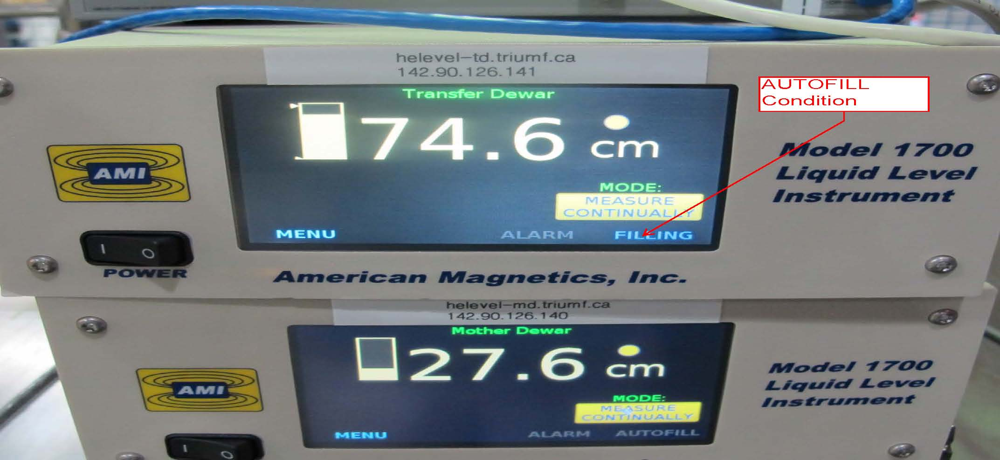 helevel-td.triumf.ca
142.90.126.141
AUTOFILL
Condition
Transfer Dewar
74.6 cm
MODE:
MEASURE
CONTINUALLY
MENU ALARM FILLING
AMI
I O
POWER
Model 1700
Liquid Level
Instrument
American Magnetics, Inc.
helevel-md.triumf.ca
142.90.126.140
Mother Dewar
27.6 cm
MODE:
MEASURE
CONTINUALLY
MENU ALARM AUTOFILL
AMI
I O
Model 1700
Liquid Level
Instrument